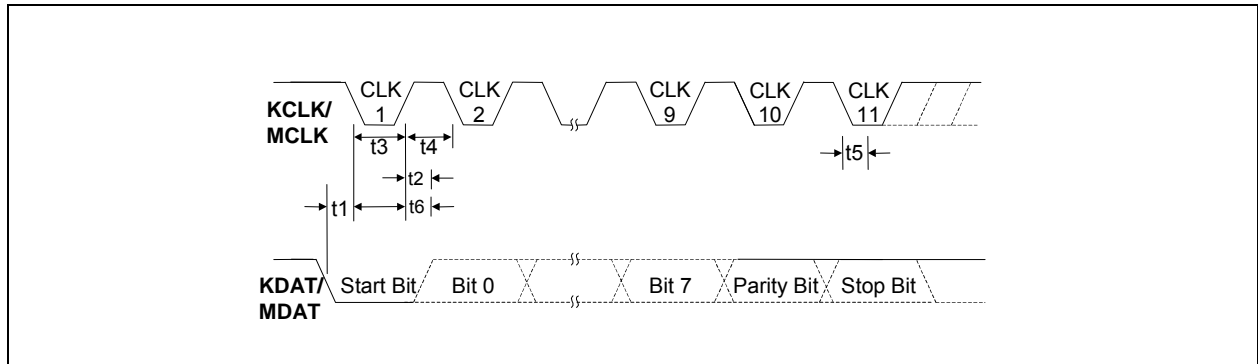 CLK 1
CLK 2
CLK 9
CLK 10
CLK 11
KCLK/
MCLK
t3
t4
t5
t2
t1
t6
KDAT/
MDAT
Start Bit
Bit 0
Bit 7
Parity Bit
Stop Bit